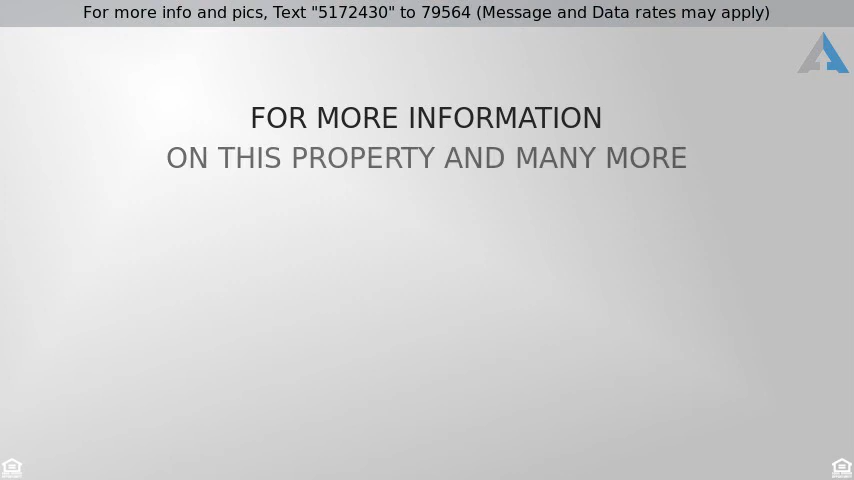 For more info and pics, Text "5172430" to 79564 (Message and Data rates may apply)
FOR MORE INFORMATION
ON THIS PROPERTY AND MANY MORE